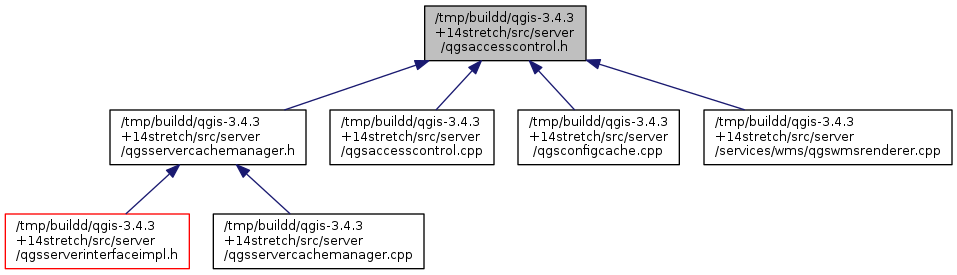 /tmp/buildd/qgis-3.4.3
+14stretch/src/server
/qgsaccesscontrol.h
/tmp/buildd/qgis-3.4.3
+14stretch/src/server
/qgsservercachemanager.h
/tmp/buildd/qgis-3.4.3
+14stretch/src/server
/qgsaccesscontrol.cpp
/tmp/buildd/qgis-3.4.3
+14stretch/src/server
/qgsconfigcache.cpp
/tmp/buildd/qgis-3.4.3
+14stretch/src/server
/services/wms/qgswmsrenderer.cpp
/tmp/buildd/qgis-3.4.3
+14stretch/src/server
/qgsserverinterfaceimpl.h
/tmp/buildd/qgis-3.4.3
+14stretch/src/server
/qgsservercachemanager.cpp